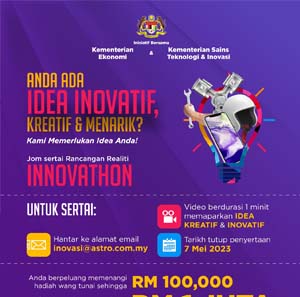 Inisiatif Bersama
Kementerian
Ekonomi
&
Kementerian Sains
Teknologi & Inovasi
ANDA ADA
IDEA INOVATIF,
KREATIF & MENARIK?
Kami Memerlukan Idea Anda!
Jom sertai Rancangan Realiti
INNOVATHON
UNTUK SERTAI:
Hantar ke alamat email
inovasi@astro.com.my
Video berdurasi 1 minit
memaparkan IDEA
KREATIF & INOVATIF
Tarikh tutup penyertaan
7 Mei 2023
Anda berpeluang memenangi
hadiah wang tunai sehingga
RM 100,000